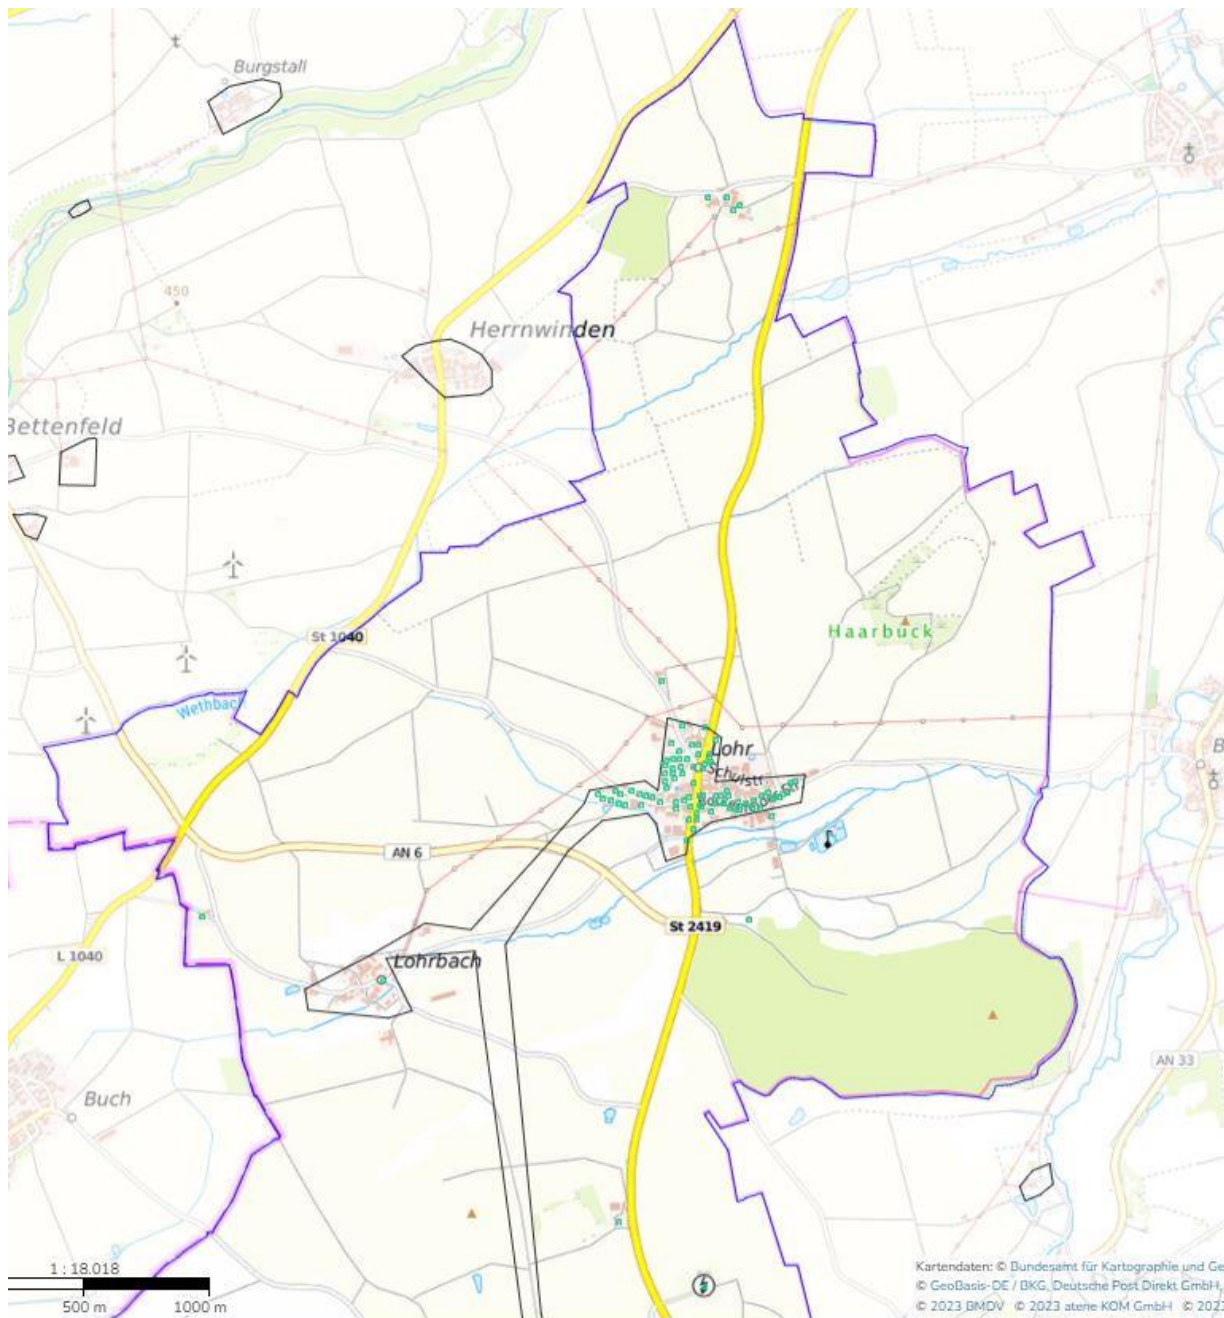 Burgstall
450
Herrnwinden
Bettenfeld
Haarbuck
St 1040
Wethbach
Lohr
Schulstr
AN 6
St 2419
L 1040
Lohrbach
AN 33
Buch
1 : 18.018
500 m
1000 m
Kartendaten: © Bundesamt für Kartographie und Ge
© GeoBasis-DE / BKG, Deutsche Post Direkt GmbH,
© 2023 BMDV © 2023 atene KOM GmbH © 202